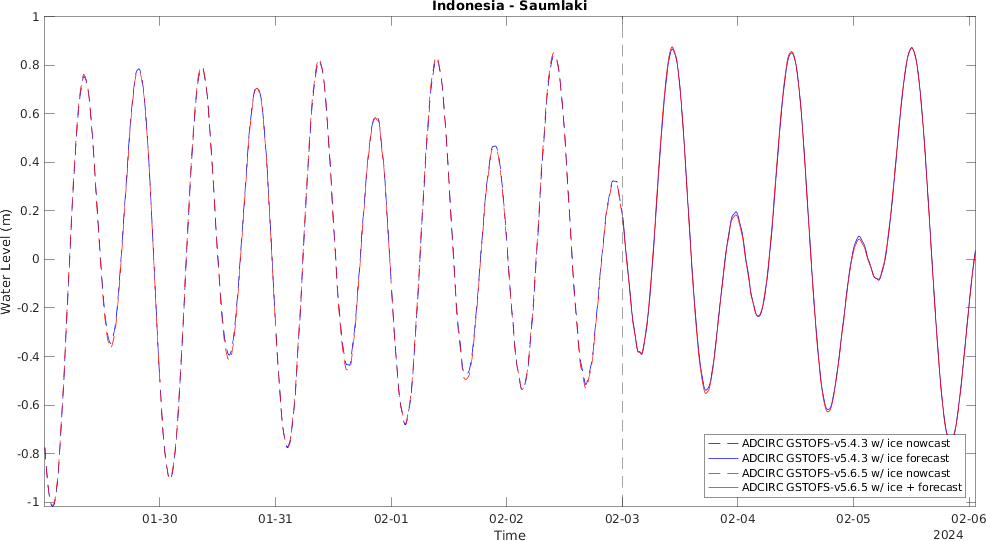 Indonesia - Saumlaki
1
0.8
0.6
0.4
0.2
0
-0.2
-0.4
-0.6
-0.8
-1
Water Level (m)
ADCIRC GSTOFS-v5.4.3 w/ ice nowcast
ADCIRC GSTOFS-v5.4.3 w/ ice forecast
ADCIRC GSTOFS-v5.6.5 w/ ice nowcast
ADCIRC GSTOFS-v5.6.5 w/ ice + forecast
01-30 01-31 02-01 02-02 02-03 02-04 02-05 02-06
Time
2024